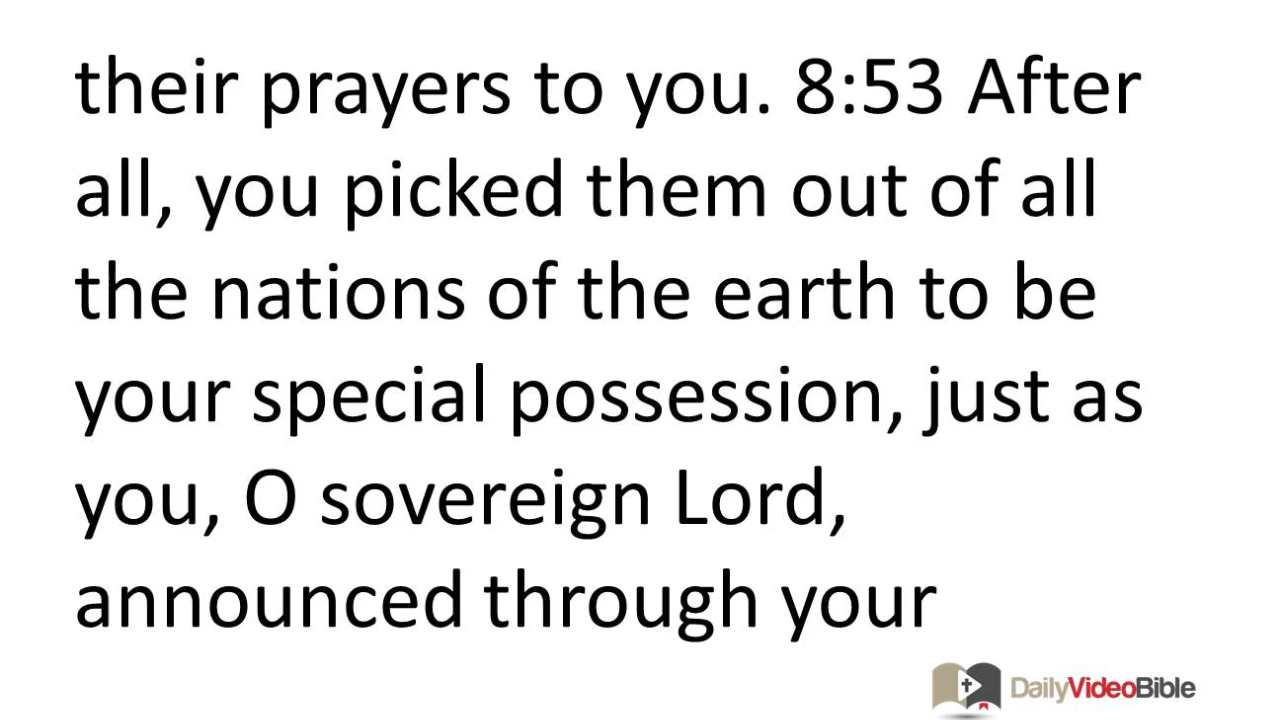 their prayers to you. 8:53 After
all, you picked them out of all
the nations of the earth to be
your special possession, just as
you, O sovereign Lord,
announced through your
DailyVideoBible